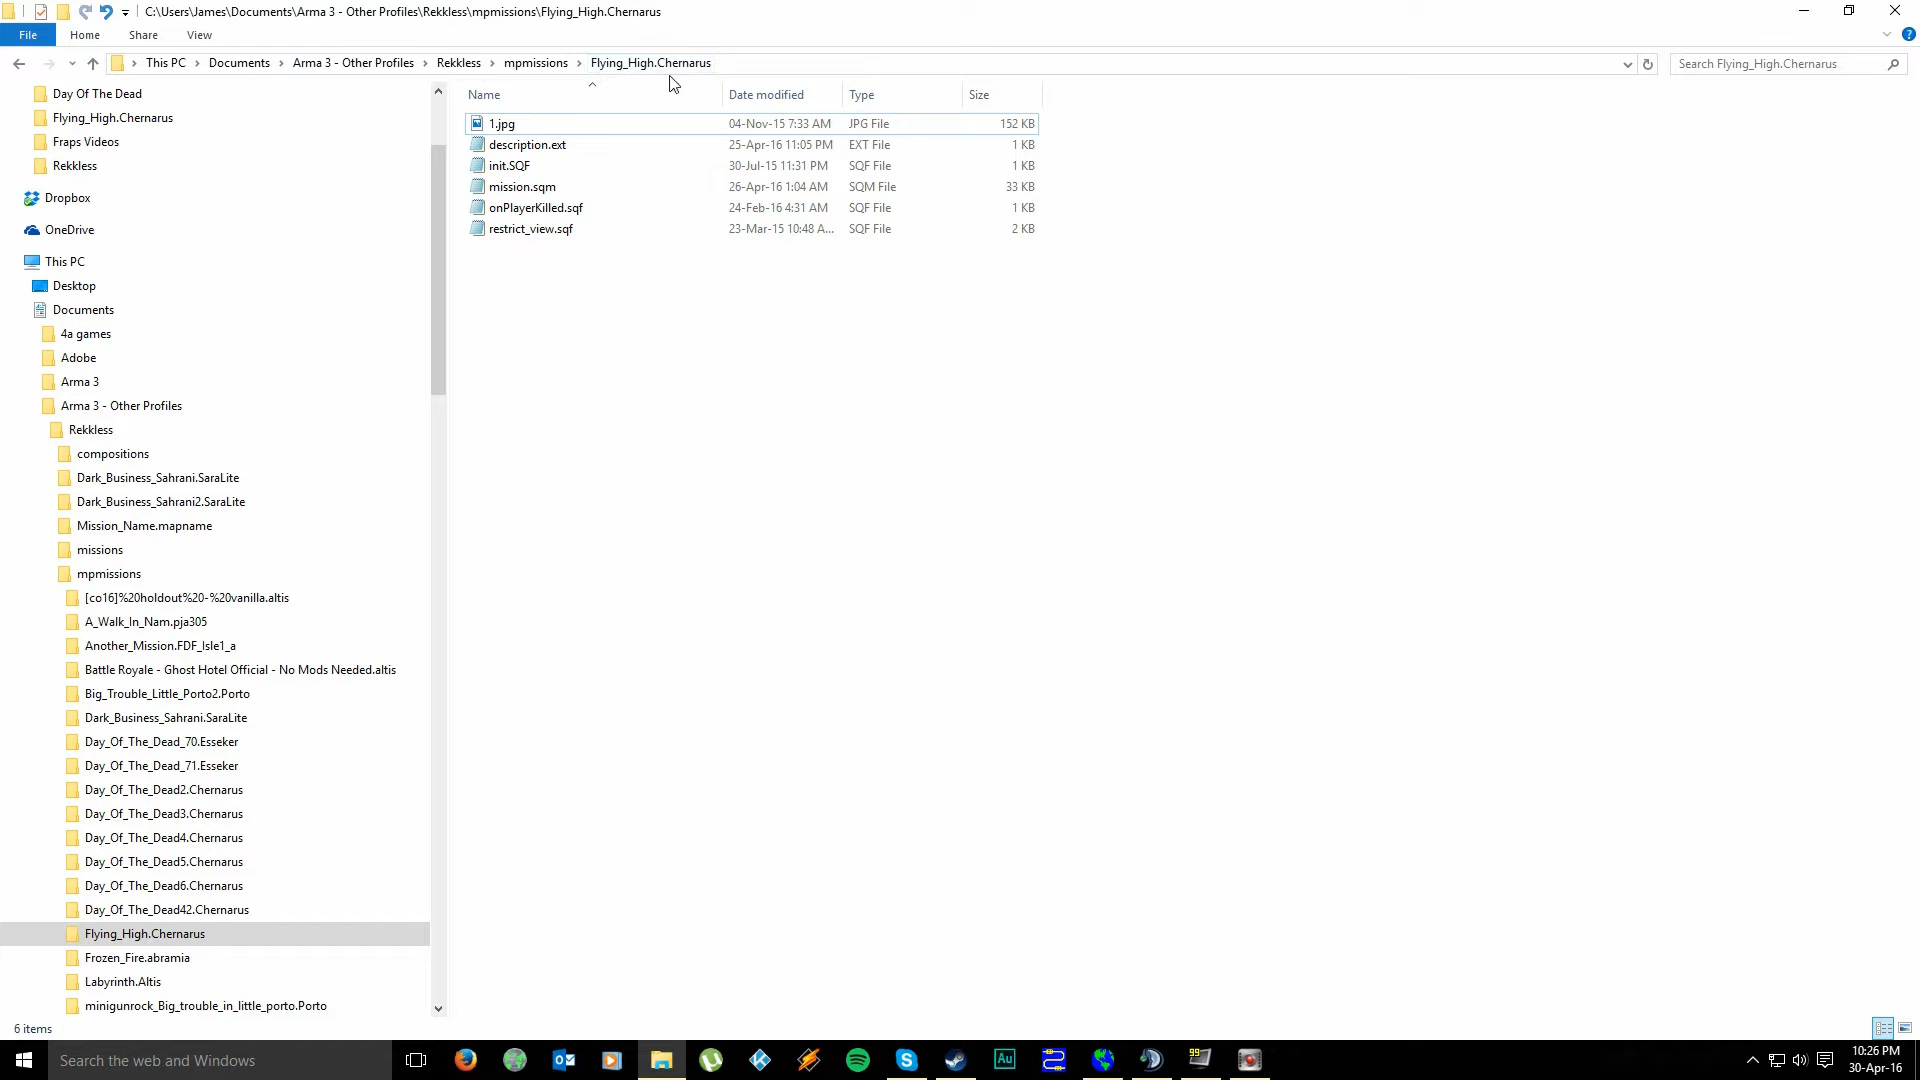 C:\Users\James\Documents\Arma 3 - Other Profiles\Rekkless\mpmissions\Flying_High.Chernarus
File Home Share View
This PC Documents Arma 3 - Other Profiles Rekkless mpmissions Flying_High.Chernarus
Search Flying_High.Chernarus
Day Of The Dead
Flying_High.Chernarus
Fraps Videos
Rekkless
Dropbox
OneDrive
This PC
Desktop
Documents
4a games
Adobe
Arma 3
Arma 3 - Other Profiles
Rekkless
compositions
Dark_Business_Sahrani.SaraLite
Dark_Business_Sahrani2.SaraLite
Mission_Name.mapname
missions
mpmissions
[co16]%20holdout%20-%20vanilla.altis
A_Walk_In_Nam.pja305
Another_Mission.FDF_Isle1_a
Battle Royale - Ghost Hotel Official - No Mods Needed.altis
Big_Trouble_Little_Porto2.Porto
Dark_Business_Sahrani.SaraLite
Day_Of_The_Dead_70.Esseker
Day_Of_The_Dead_71.Esseker
Day_Of_The_Dead2.Chernarus
Day_Of_The_Dead3.Chernarus
Day_Of_The_Dead4.Chernarus
Day_Of_The_Dead5.Chernarus
Day_Of_The_Dead6.Chernarus
Day_Of_The_Dead42.Chernarus
Flying_High.Chernarus
Frozen_Fire.abramia
Labyrinth.Altis
minigunrock_Big_trouble_in_little_porto.Porto
Name Date modified Type Size
1.jpg 04-Nov-15 7:33 AM JPG File 152 KB
description.ext 25-Apr-16 11:05 PM EXT File 1 KB
init.SQF 30-Jul-15 11:31 PM SQF File 1 KB
mission.sqm 26-Apr-16 1:04 AM SQM File 33 KB
onPlayerKilled.sqf 24-Feb-16 4:31 AM SQF File 1 KB
restrict_view.sqf 23-Mar-15 10:48 A... SQF File 2 KB
6 items
Search the web and Windows
Au
99
10:26 PM
30-Apr-16